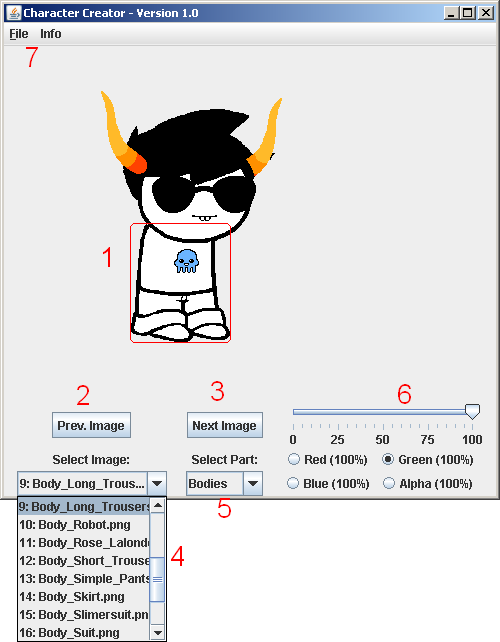 Character Creator - Version 1.0
File Info
7
1
2
3
6
Prev. Image
Next Image
0 25 50 75 100
Select Image:
Select Part:
Red (100%)
Green (100%)
9: Body_Long_Trous...
Bodies
Blue (100%)
Alpha (100%)
5
9: Body_Long_Trousers
10: Body_Robot.png
11: Body_Rose_Lalond
12: Body_Short_Trouse
4
13: Body_Simple_Pants
14: Body_Skirt.png
15: Body_Slimersuit.pn
16: Body_Suit.png